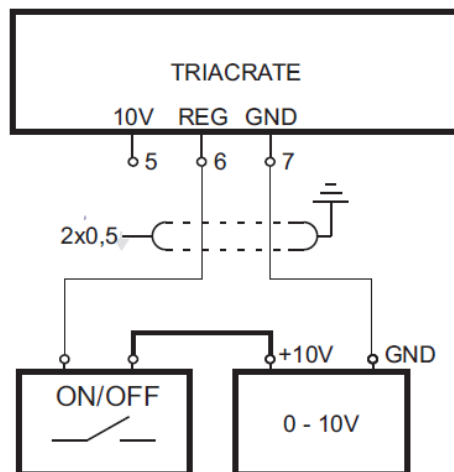 TRIACRATE
10V REG GND
5 6 7
2x0,5
+10V GND
ON/OFF
0 - 10V